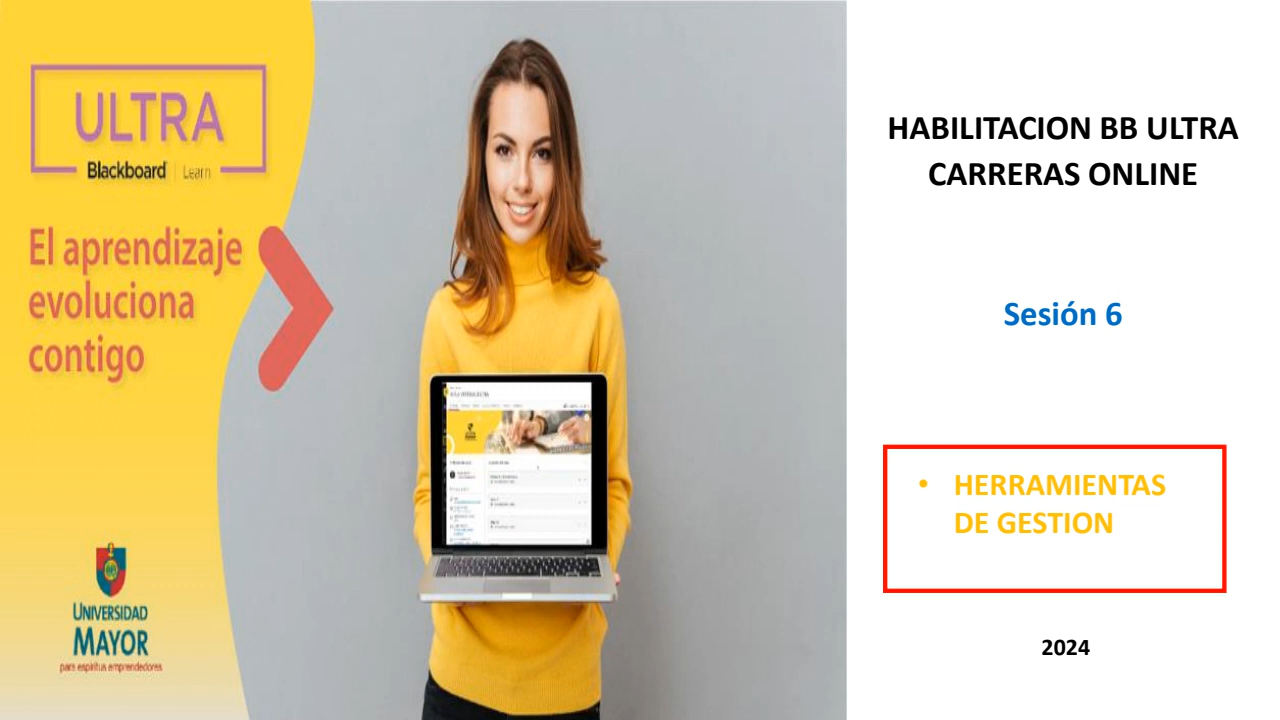 ULTRA
Blackboard | Learn
El aprendizaje
evoluciona
contigo
UNIVERSIDAD
MAYOR
para espíritus emprendedores
HABILITACION BB ULTRA
CARRERAS ONLINE
Sesión 6
• HERRAMIENTAS
DE GESTION
2024